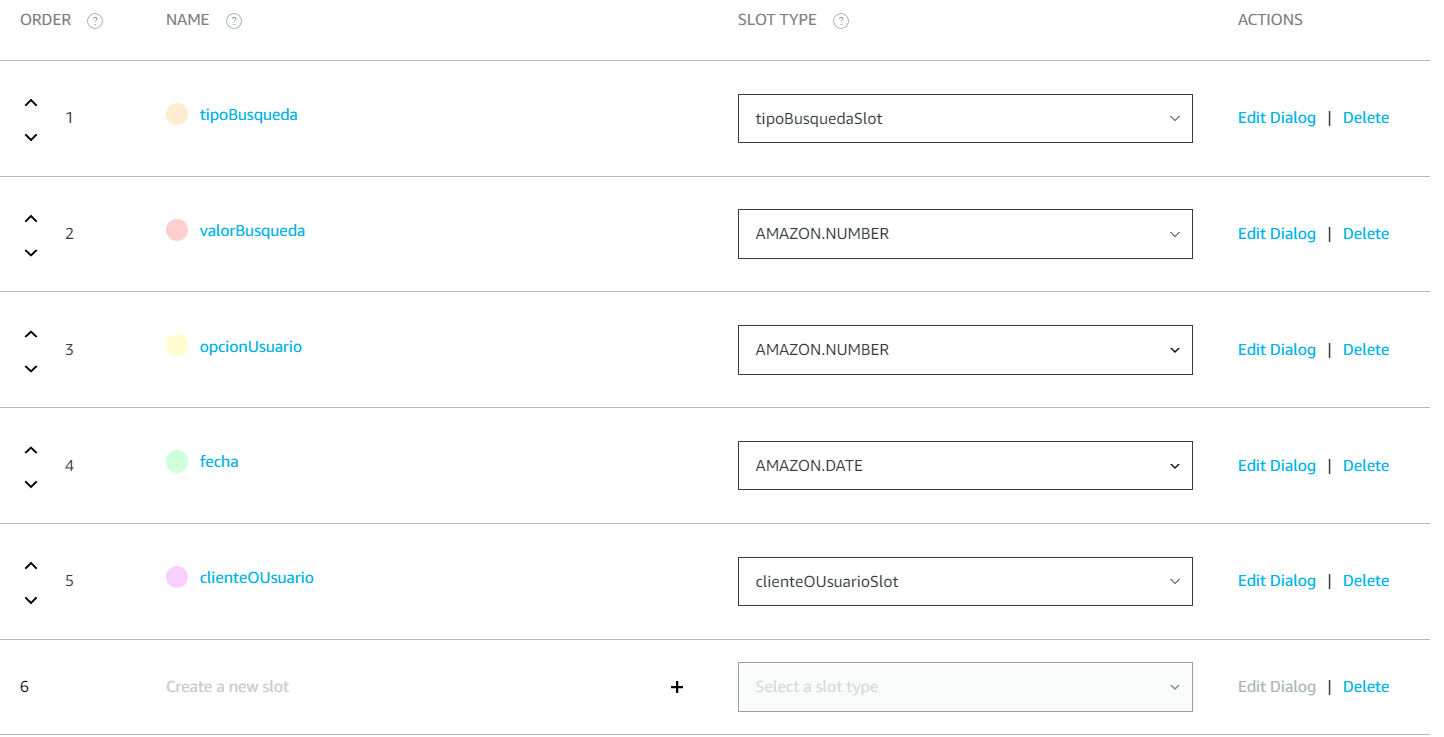 ORDER ? NAME ? SLOT TYPE ? ACTIONS
1 tipoBusqueda tipoBusquedaSlot Edit Dialog | Delete
2 valorBusqueda AMAZON.NUMBER Edit Dialog | Delete
3 opcionUsuario AMAZON.NUMBER Edit Dialog | Delete
4 fecha AMAZON.DATE Edit Dialog | Delete
5 clienteOUsuario clienteOUsuarioSlot Edit Dialog | Delete
6 Create a new slot + Select a slot type Edit Dialog | Delete